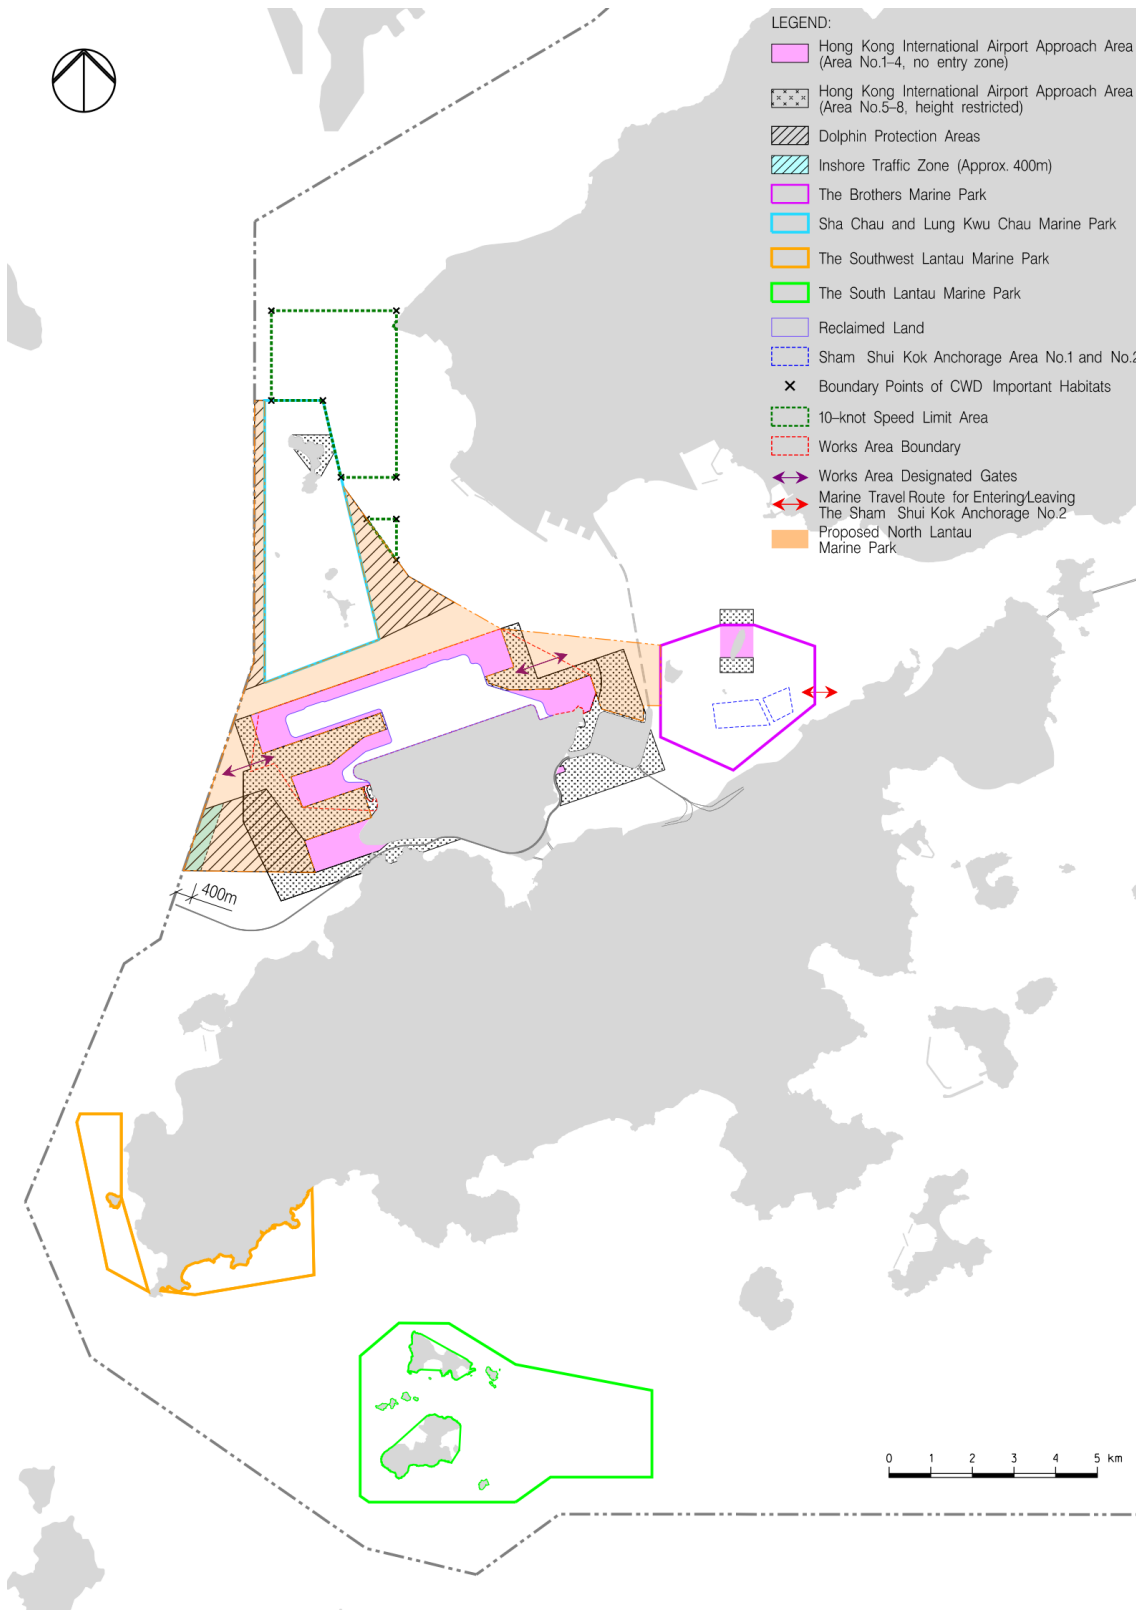 LEGEND:
Hong Kong International Airport Approach Area
(Area No.1–4, no entry zone)
Hong Kong International Airport Approach Area
(Area No.5–8, height restricted)
Dolphin Protection Areas
Inshore Traffic Zone (Approx. 400m)
The Brothers Marine Park
Sha Chau and Lung Kwu Chau Marine Park
The Southwest Lantau Marine Park
The South Lantau Marine Park
Reclaimed Land
Sham Shui Kok Anchorage Area No.1 and No.2
Boundary Points of CWD Important Habitats
10–knot Speed Limit Area
Works Area Boundary
Works Area Designated Gates
Marine Travel Route for Entering/Leaving
The Sham Shui Kok Anchorage No.2
Proposed North Lantau
Marine Park
400m
0 1 2 3 4 5 km